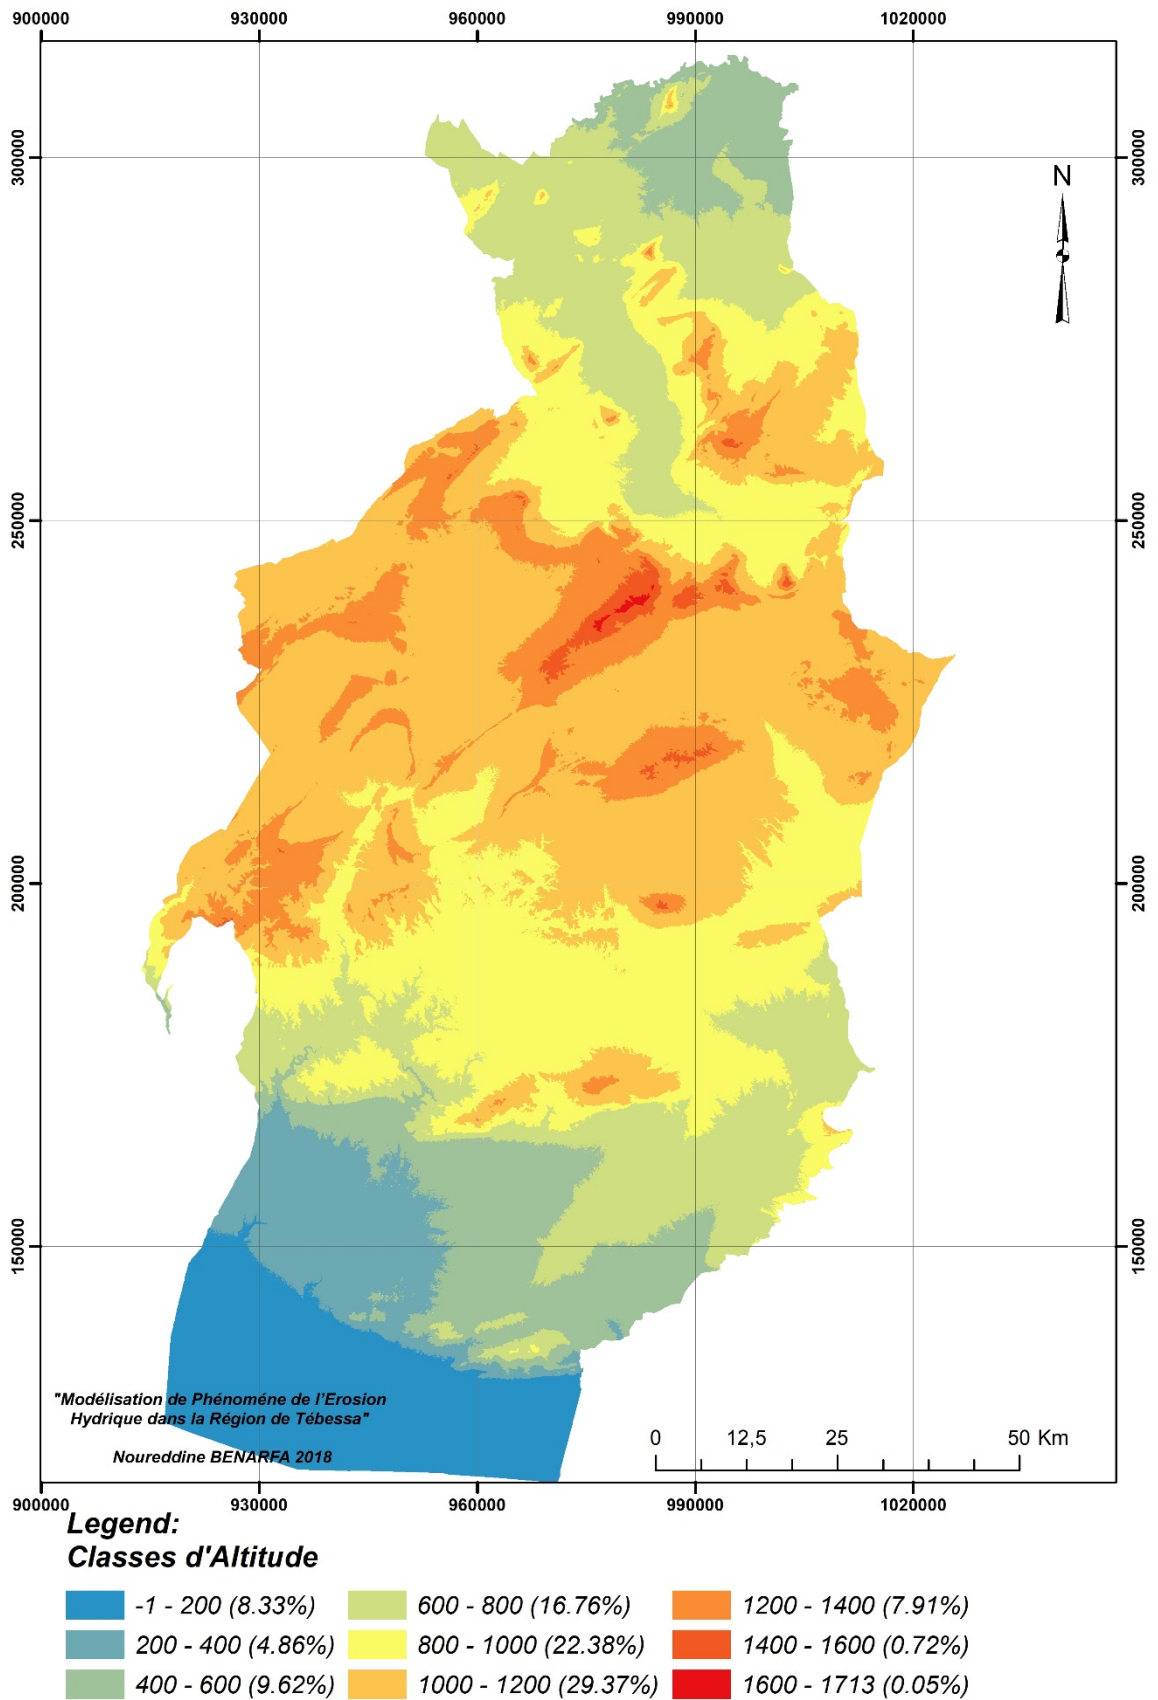 900000 930000 960000 990000 1020000
300000 300000
N
250000 250000
200000 200000
150000 150000
"Modélisation de Phénoméne de l'Erosion
Hydrique dans la Région de Tébessa"
Noureddine BENARFA 2018
0 12,5 25 50 Km
900000 930000 960000 990000 1020000
Legend:
Classes d'Altitude
-1 - 200 (8.33%) 600 - 800 (16.76%) 1200 - 1400 (7.91%)
200 - 400 (4.86%) 800 - 1000 (22.38%) 1400 - 1600 (0.72%)
400 - 600 (9.62%) 1000 - 1200 (29.37%) 1600 - 1713 (0.05%)